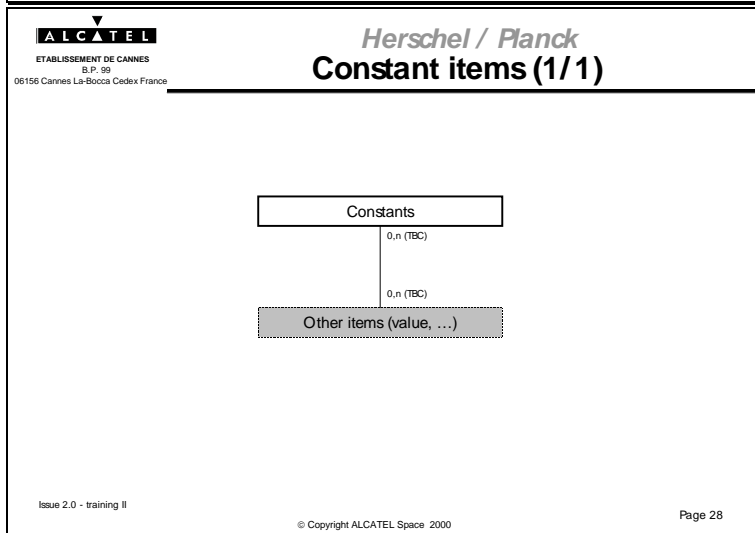 ALCATEL
ETABLISSEMENT DE CANNES
B.P. 99
06156 Cannes La-Bocca Cedex France
Herschel / Planck
Constant items (1/1)
Constants
0,n (TBC)
0,n (TBC)
Other items (value, …)
Issue 2.0 - training II
© Copyright ALCATEL Space 2000
Page 28